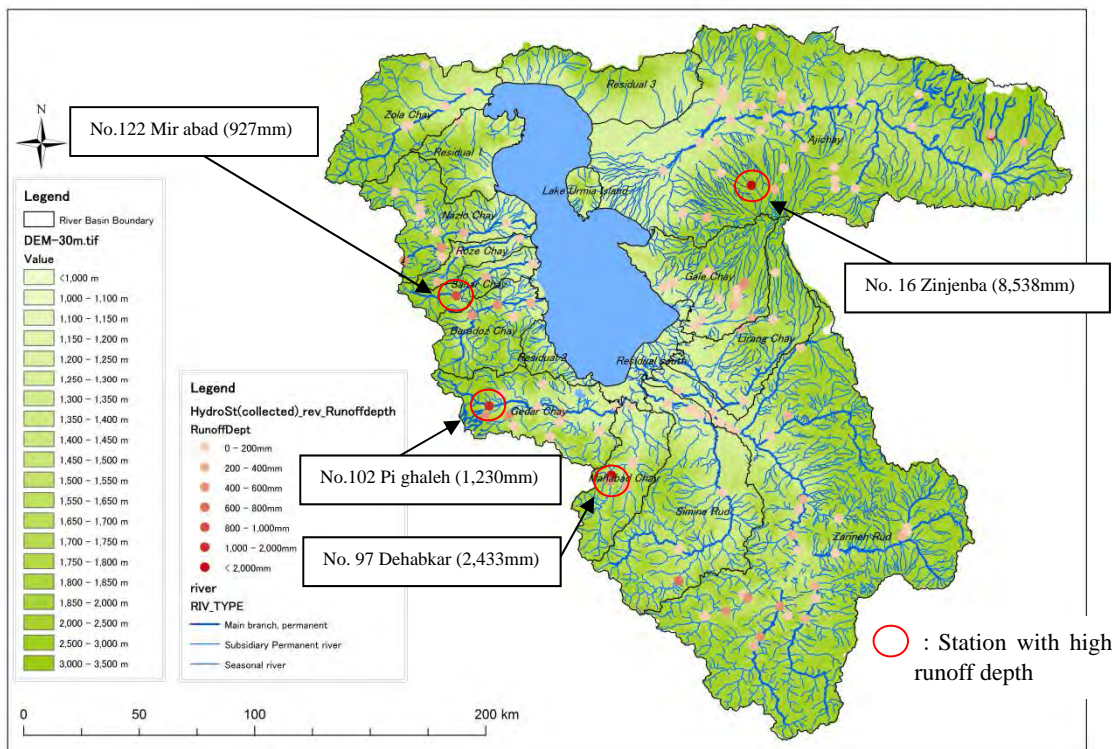 Residual 3
Zola Chay
Ajichay
N
No.122 Mir abad (927mm)
Residual 1
Legend
River Basin Boundary
DEM-30m.tif
Value
<1,000 m
1,000 - 1,100 m
1,100 - 1,150 m
1,150 - 1,200 m
1,200 - 1,250 m
1,250 - 1,300 m
1,300 - 1,350 m
1,350 - 1,400 m
1,400 - 1,450 m
1,450 - 1,500 m
1,500 - 1,550 m
1,550 - 1,650 m
1,650 - 1,700 m
1,700 - 1,750 m
1,750 - 1,800 m
1,800 - 1,850 m
1,850 - 2,000 m
2,000 - 2,500 m
2,500 - 3,000 m
3,000 - 3,500 m
Lake Urmia Island
Nazlo Chay
Roze Chay
Gale Chay
No. 16 Zinjenba (8,538mm)
Chay
Baradoz Chay
Lirang Chay
Residual 2
Residual south
Legend
HydroSt(collected)_rev_Runoffdepth
RunoffDept
0 - 200mm
200 - 400mm
400 - 600mm
600 - 800mm
800 - 1,000mm
1,000 - 2,000mm
< 2,000mm
river
RIV_TYPE
Main branch, permanent
Subsidiary Permanent river
Seasonal river
Gedar Chay
No.102 Pi ghaleh (1,230mm)
Mahabad Chay
Simine Rud
Zarineh Rud
No. 97 Dehabkar (2,433mm)
: Station with high
runoff depth
0 50 100 200 km